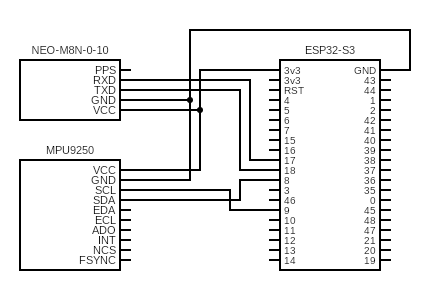 NEO-M8N-0-10
PPS
RXD
TXD
GND
VCC
MPU9250
VCC
GND
SCL
SDA
EDA
ECL
ADO
INT
NCS
FSYNC
ESP32-S3
3v3
3v3
RST
4
5
6
7
15
16
17
18
8
3
46
9
10
11
12
13
14
GND
43
44
1
2
42
41
40
39
38
37
36
35
0
45
48
47
21
20
19